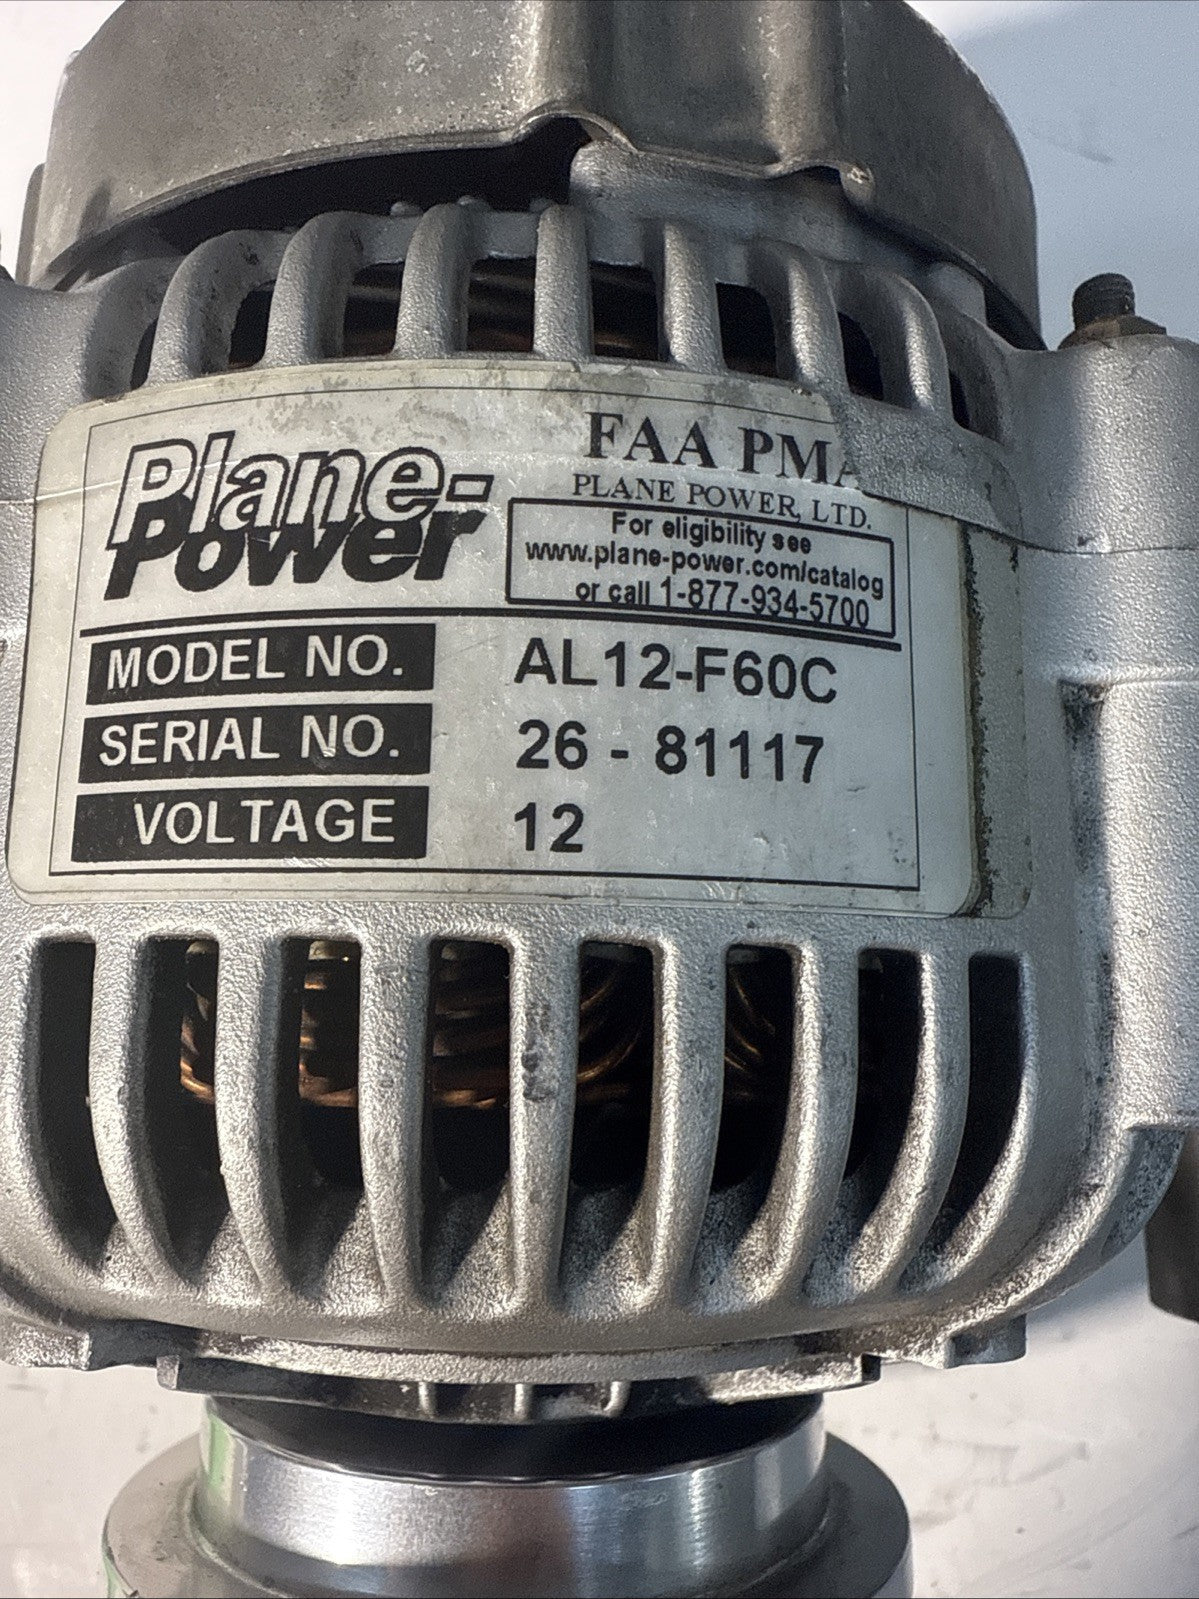 Plane-
Power
FAA PMA
PLANE POWER, LTD.
For eligibility see
www.plane-power.com/catalog
or call 1-877-934-5700
MODEL NO. AL12-F60C
SERIAL NO. 26 - 81117
VOLTAGE 12